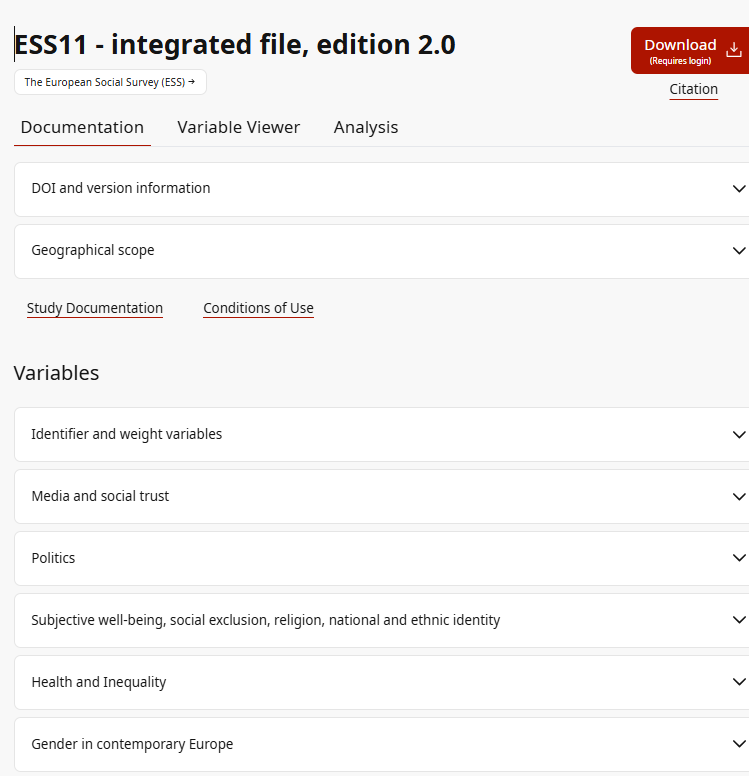 ESS11 - integrated file, edition 2.0
Download
(Requires login)
The European Social Survey (ESS) →
Citation
Documentation Variable Viewer Analysis
DOI and version information
Geographical scope
Study Documentation Conditions of Use
Variables
Identifier and weight variables
Media and social trust
Politics
Subjective well-being, social exclusion, religion, national and ethnic identity
Health and Inequality
Gender in contemporary Europe